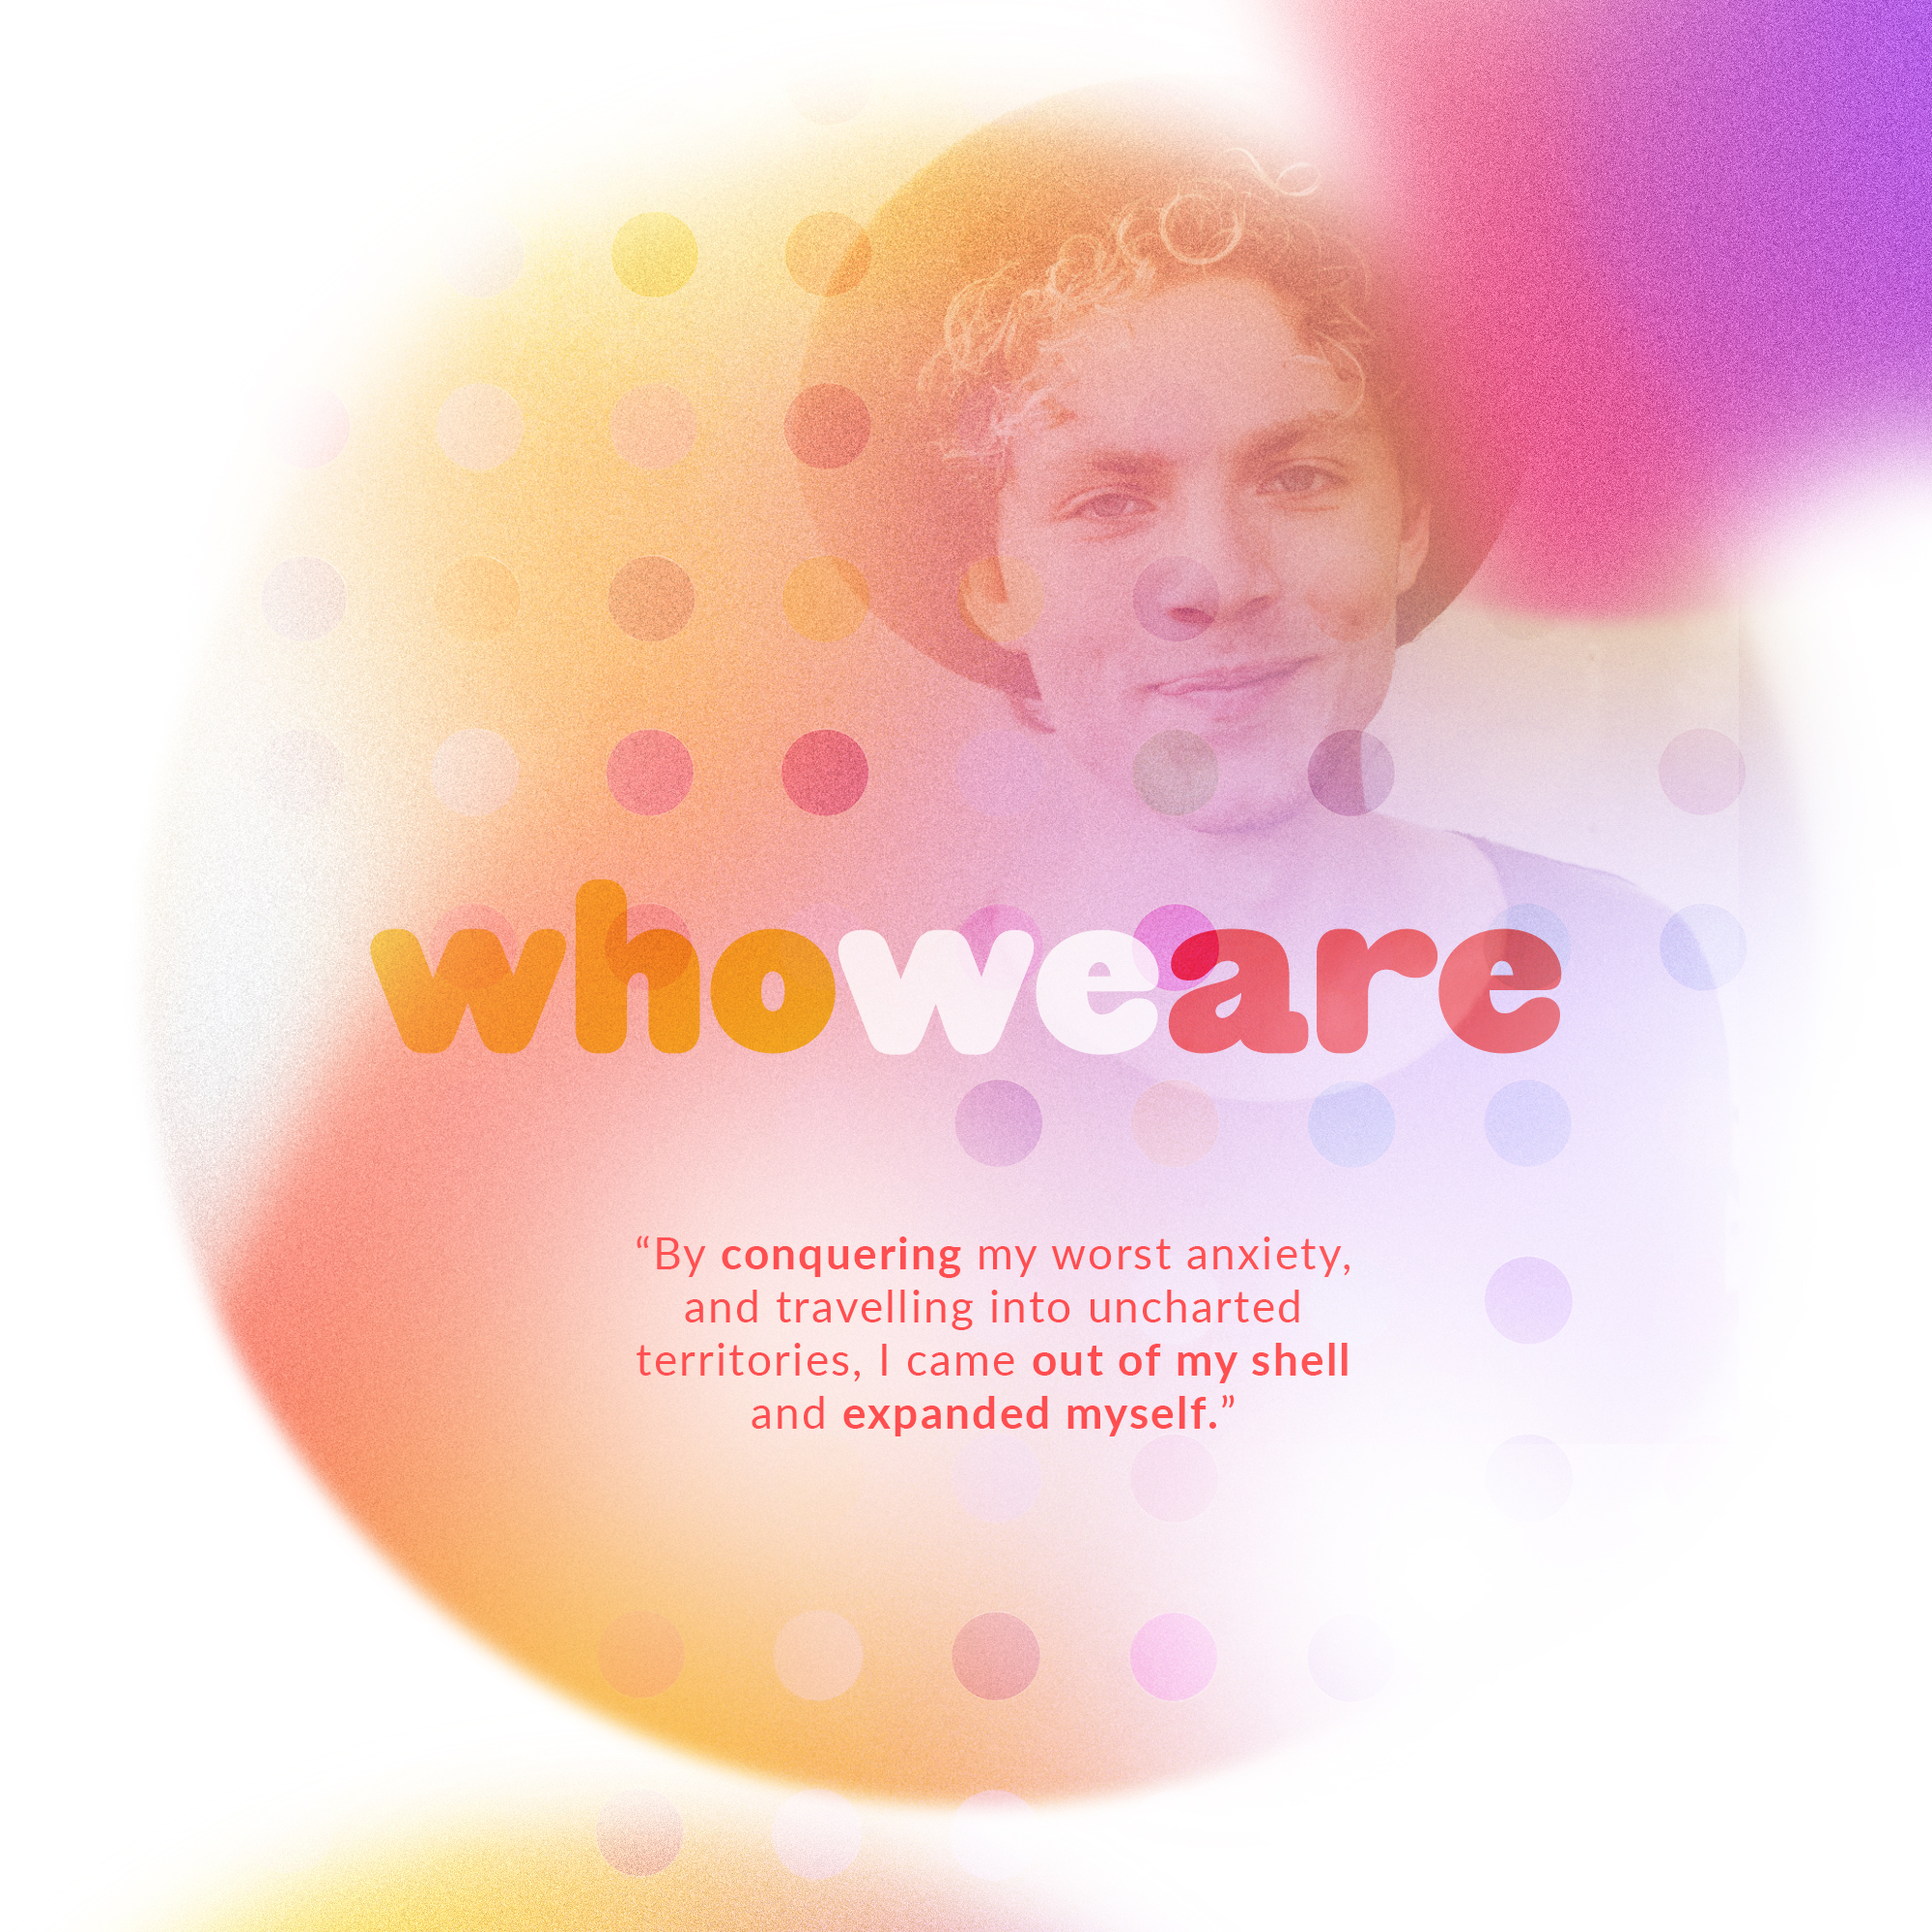 whoweare
“By conquering my worst anxiety,
and travelling into uncharted
territories, I came out of my shell
and expanded myself.”